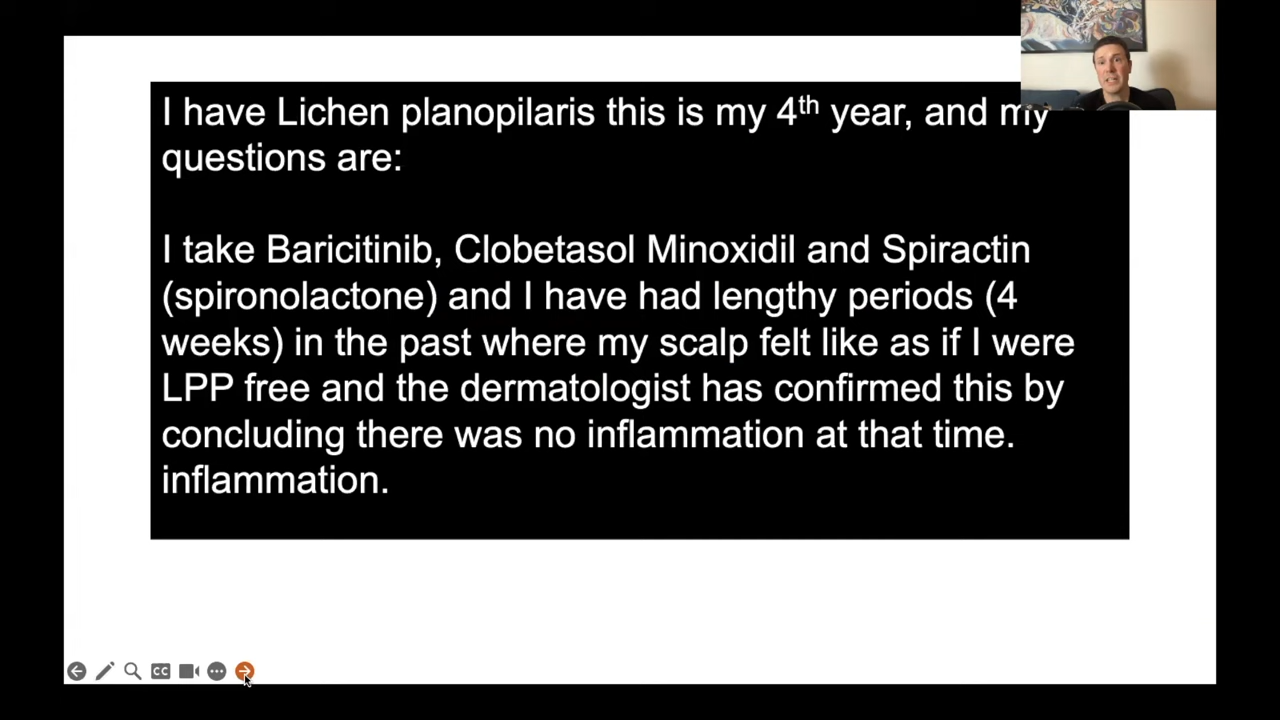 I have Lichen planopilaris this is my 4th year, and my
questions are:
I take Baricitinib, Clobetasol Minoxidil and Spiractin
(spironolactone) and I have had lengthy periods (4
weeks) in the past where my scalp felt like as if I were
LPP free and the dermatologist has confirmed this by
concluding there was no inflammation at that time.
inflammation.
CC